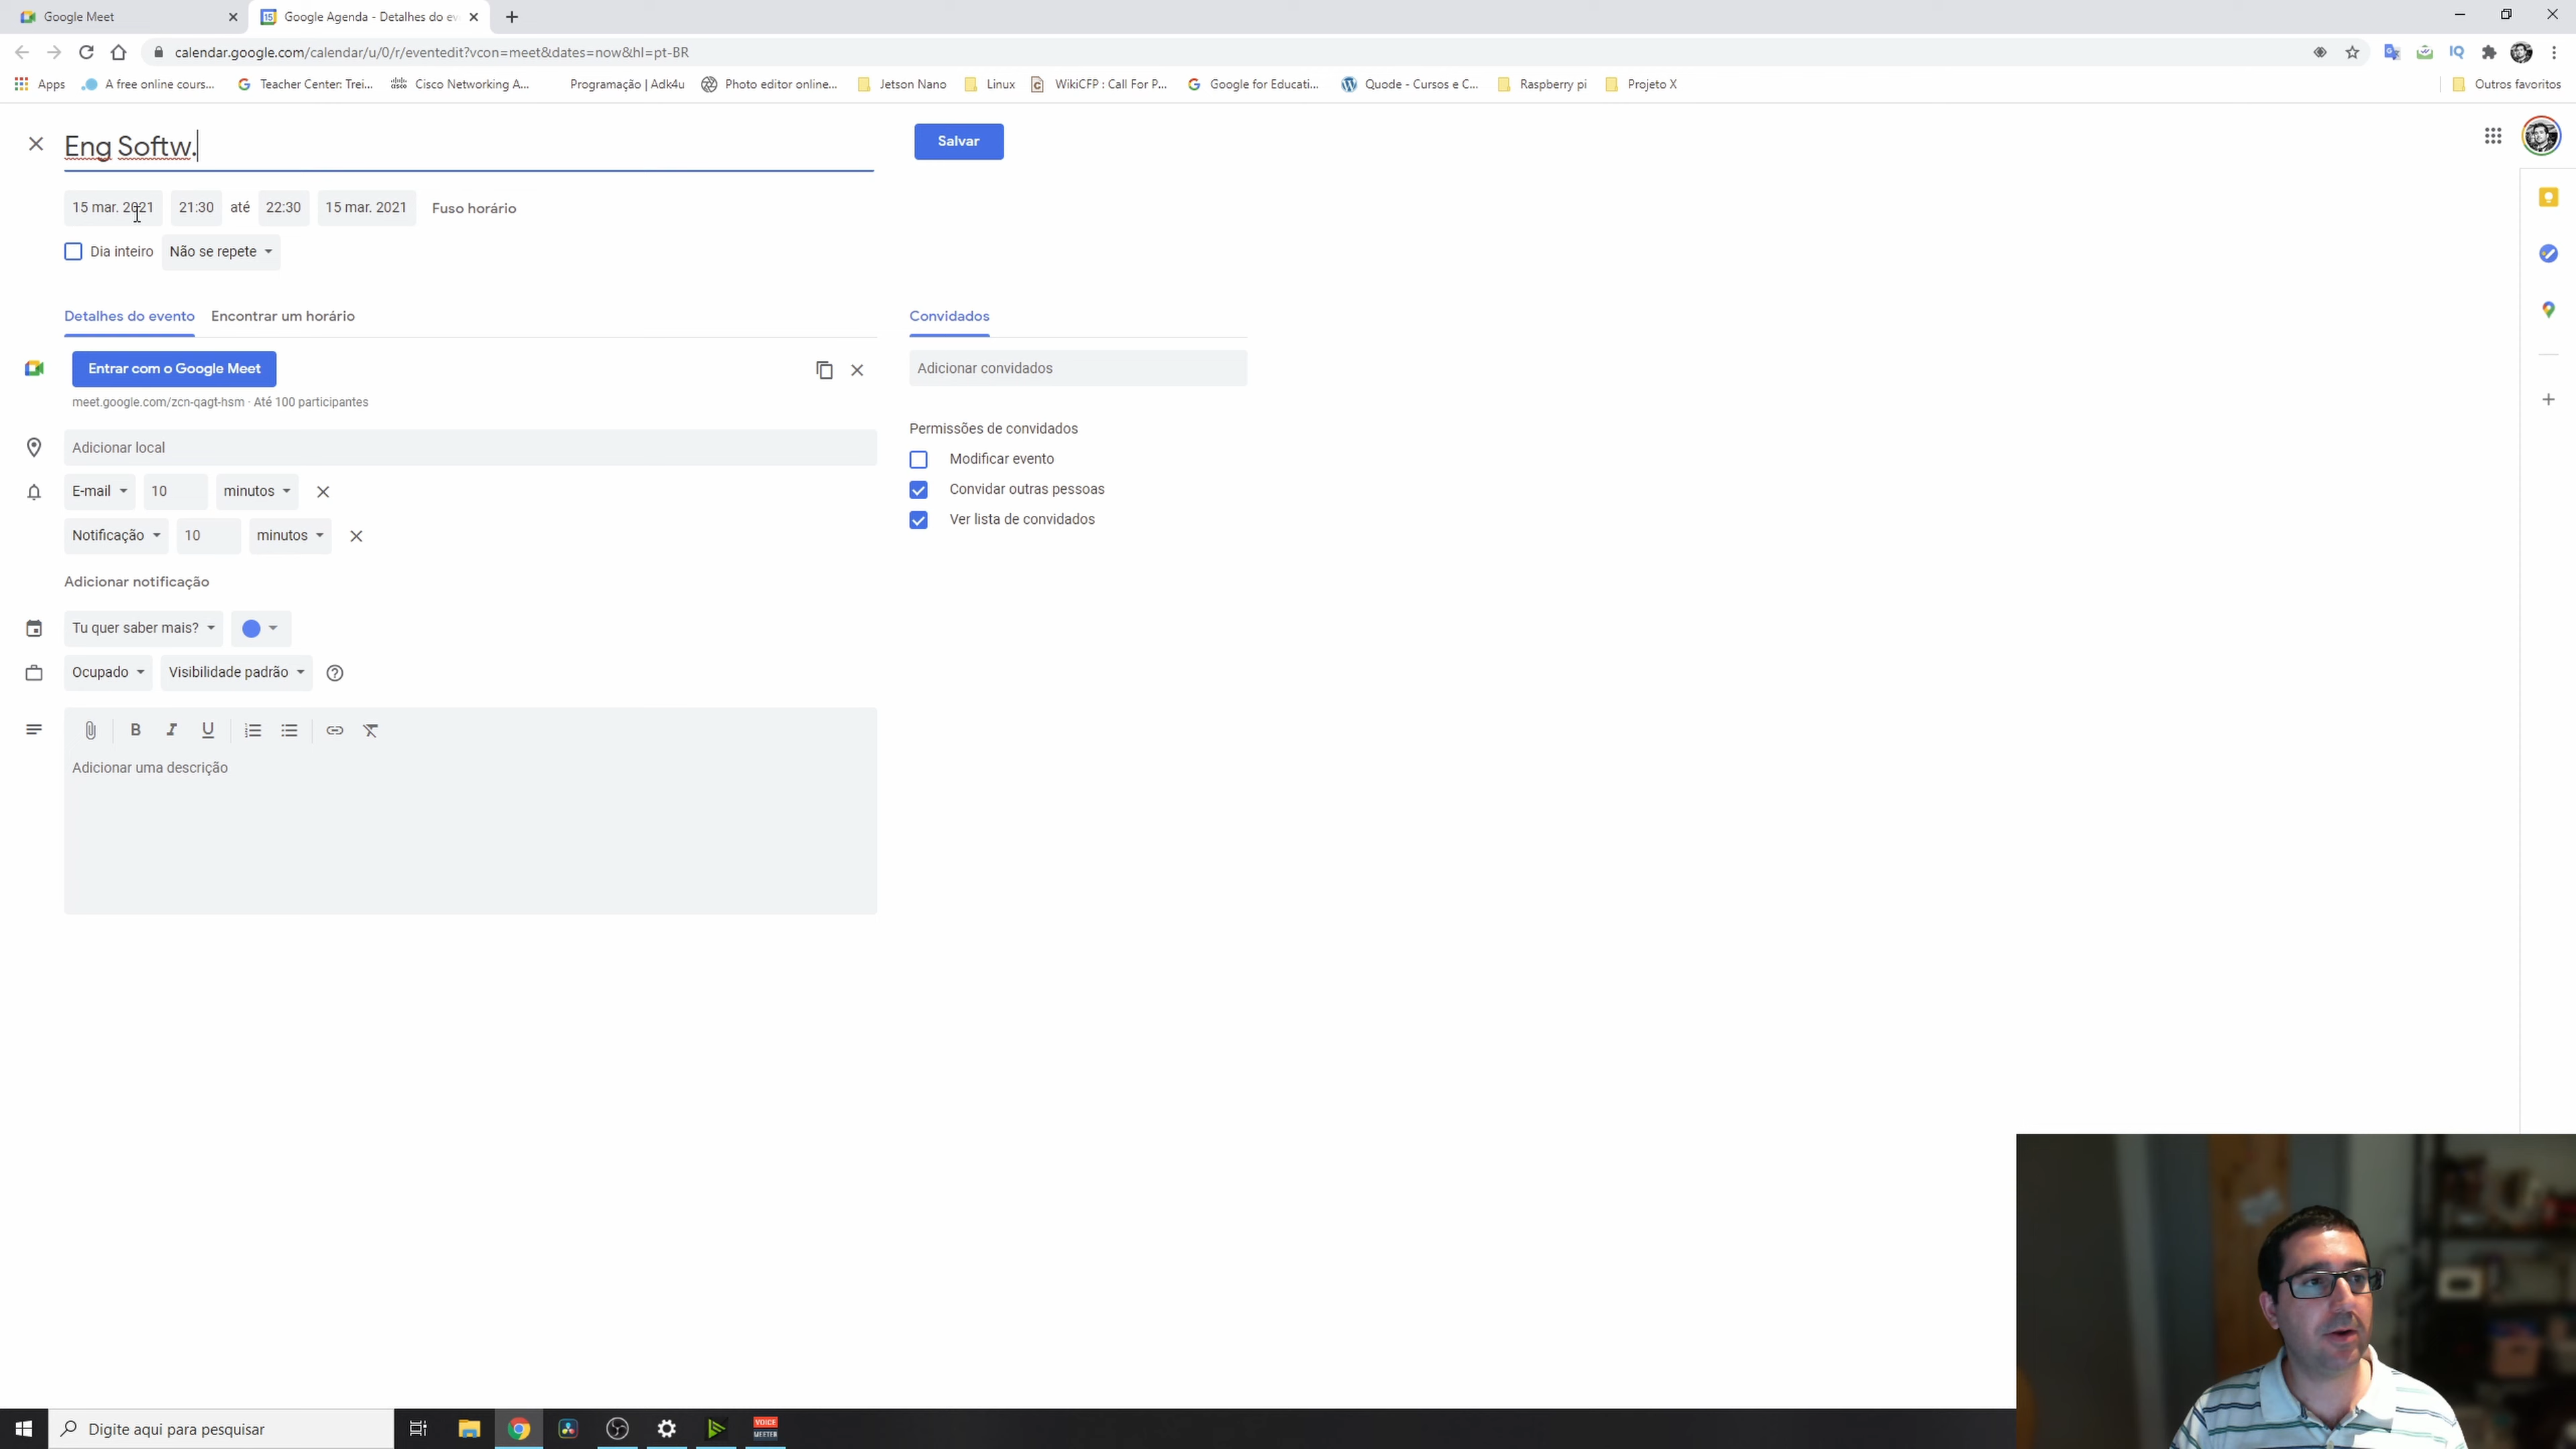 Google Meet
Google Agenda - Detalhes do ev
calendar.google.com/calendar/u/0/r/eventedit?vcon=meet&dates=now&hl=pt-BR
Apps A free online cours... Teacher Center: Trei... Cisco Networking A... Programação | Adk4u Photo editor online... Jetson Nano Linux WikiCFP : Call For P... Google for Educati... Quode - Cursos e C... Raspberry pi Projeto X Outros favoritos
Eng Softw.
Salvar
15 mar. 2021 21:30 até 22:30 15 mar. 2021 Fuso horário
Dia inteiro Não se repete
Detalhes do evento Encontrar um horário
Convidados
Entrar com o Google Meet
meet.google.com/zcn-qagt-hsm · Até 100 participantes
Adicionar convidados
Adicionar local
Permissões de convidados
Modificar evento
Convidar outras pessoas
Ver lista de convidados
E-mail 10 minutos
Notificação 10 minutos
Adicionar notificação
Tu quer saber mais?
Ocupado Visibilidade padrão
B I U
Adicionar uma descrição
Digite aqui para pesquisar
VOICE
MEETER